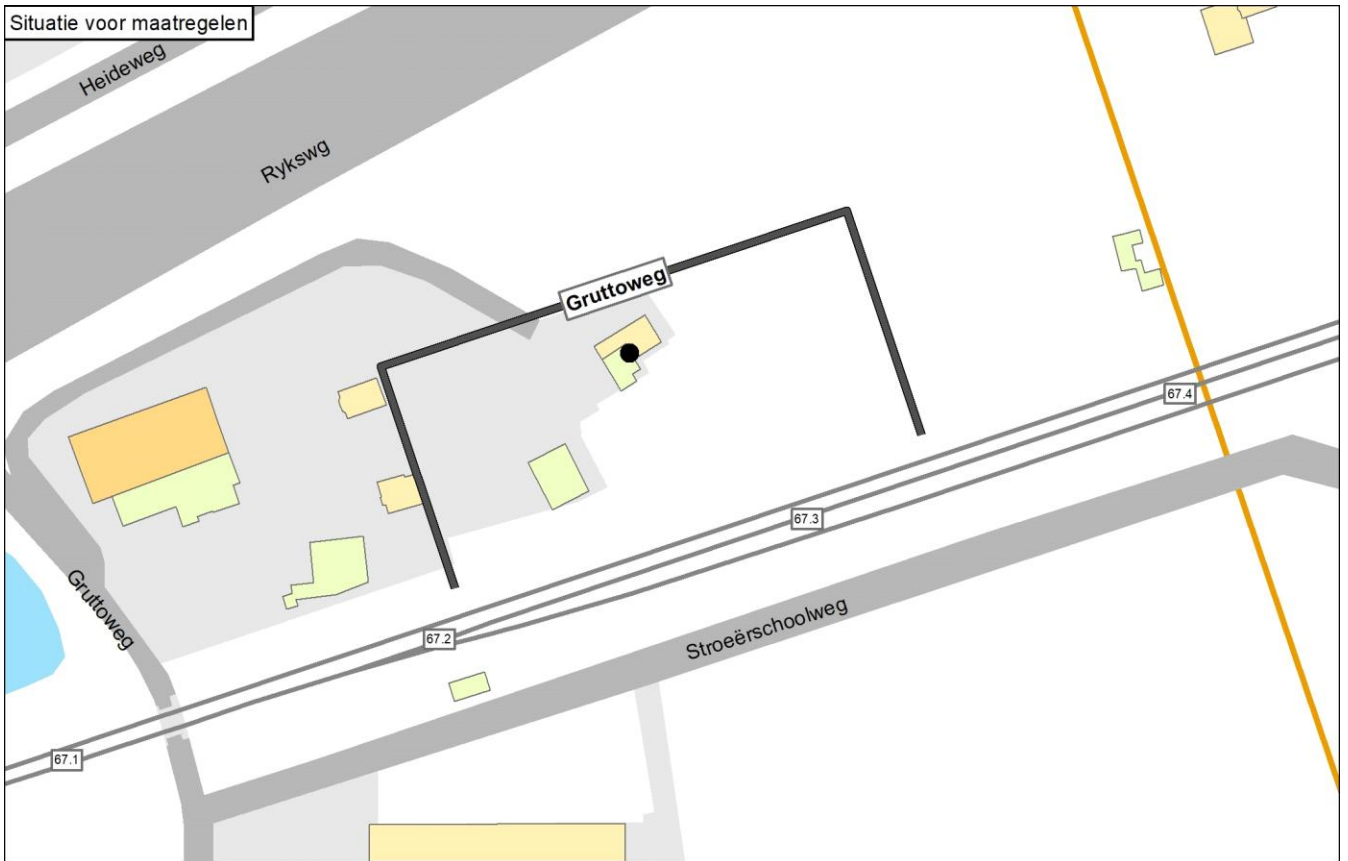 Situatie voor maatregelen
Heideweg
Rykswg
Gruttoweg
67.4
67.3
Gruttoweg
Stroeërschoolweg
67.2
67.1